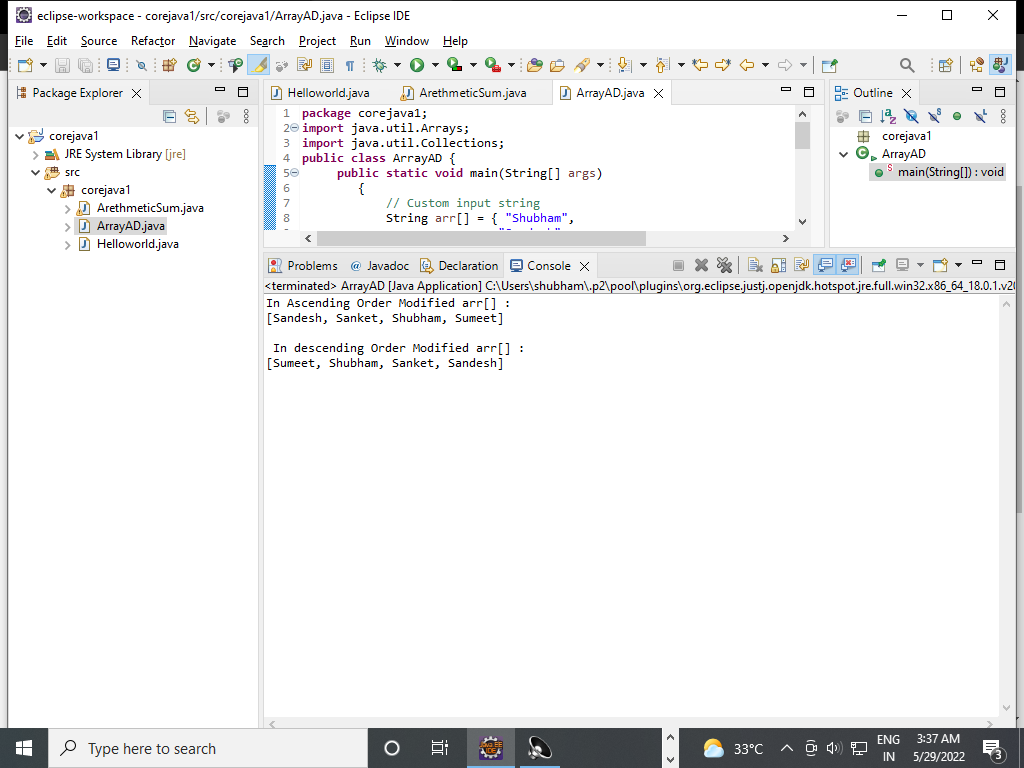 eclipse-workspace - corejava1/src/corejava1/ArrayAD.java - Eclipse IDE
File Edit Source Refactor Navigate Search Project Run Window Help
Package Explorer
corejava1
JRE System Library [jre]
src
corejava1
ArethmeticSum.java
ArrayAD.java
Helloworld.java
Helloworld.java ArethmeticSum.java ArrayAD.java
1 package corejava1;
2 import java.util.Arrays;
3 import java.util.Collections;
4 public class ArrayAD {
5 public static void main(String[] args)
6 {
7 // Custom input string
8 String arr[] = { "Shubham",
Outline
corejava1
ArrayAD
main(String[]) : void
Problems Javadoc Declaration Console
<terminated> ArrayAD [Java Application] C:\Users\shubham\.p2\pool\plugins\org.eclipse.justj.openjdk.hotspot.jre.full.win32.x86_64_18.0.1.v20
In Ascending Order Modified arr[] :
[Sandesh, Sanket, Shubham, Sumeet]
In descending Order Modified arr[] :
[Sumeet, Shubham, Sanket, Sandesh]
Type here to search
33°C
ENG
IN
3:37 AM
5/29/2022
3